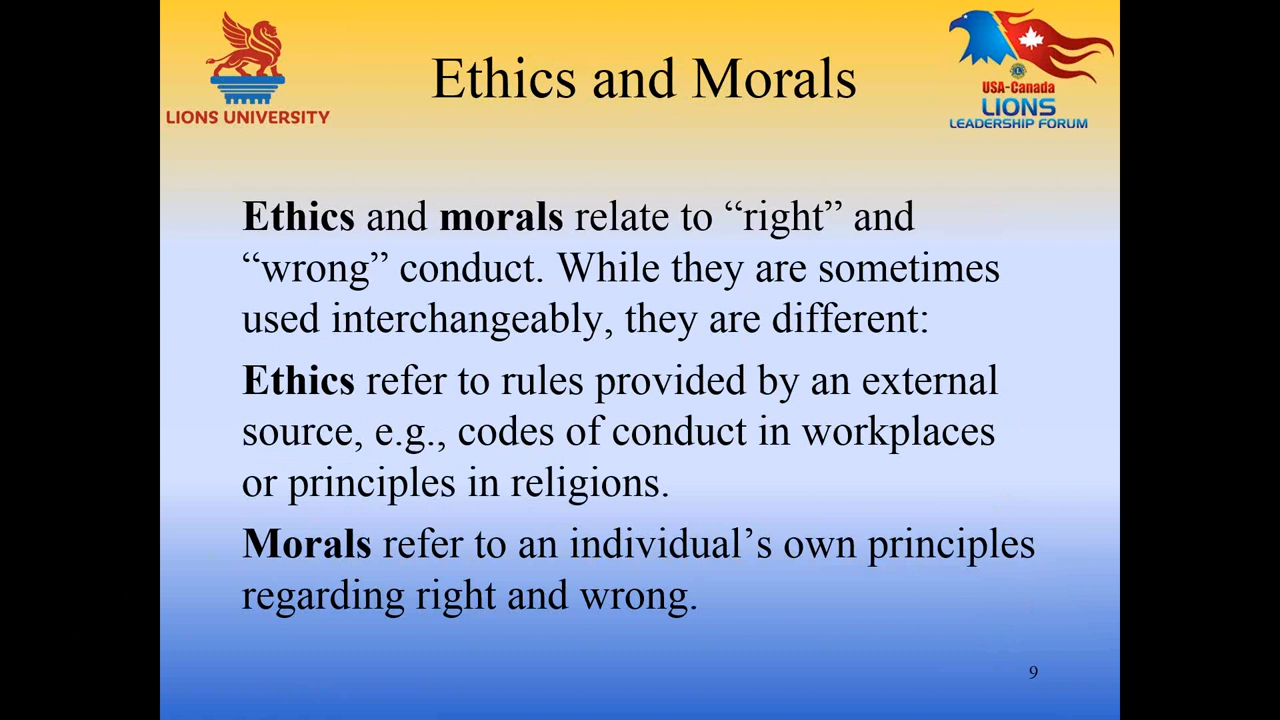 LIONS UNIVERSITY
Ethics and Morals
USA-Canada
LIONS
LEADERSHIP FORUM
Ethics and morals relate to “right” and
“wrong” conduct. While they are sometimes
used interchangeably, they are different:
Ethics refer to rules provided by an external
source, e.g., codes of conduct in workplaces
or principles in religions.
Morals refer to an individual’s own principles
regarding right and wrong.
9